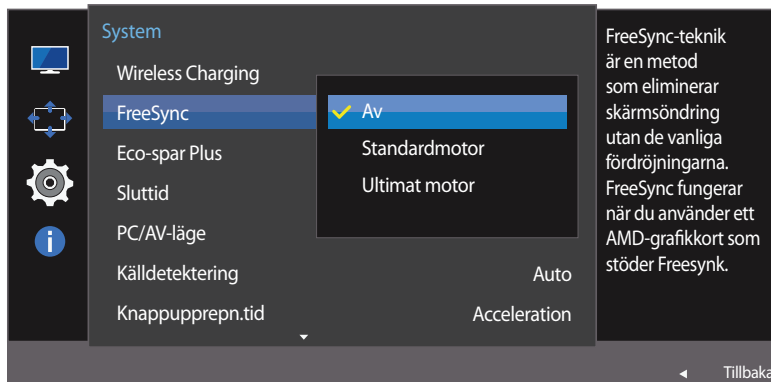 System
Wireless Charging
FreeSync
Av
Eco-spar Plus
Standardmotor
Sluttid
Ultimat motor
PC/AV-läge
Källdetektering Auto
Knappupprepn.tid Acceleration
FreeSync-teknik
är en metod
som eliminerar
skärmsöndring
utan de vanliga
fördröjningarna.
FreeSync fungerar
när du använder ett
AMD-grafikkort som
stöder Freesynk.
Tillbaka